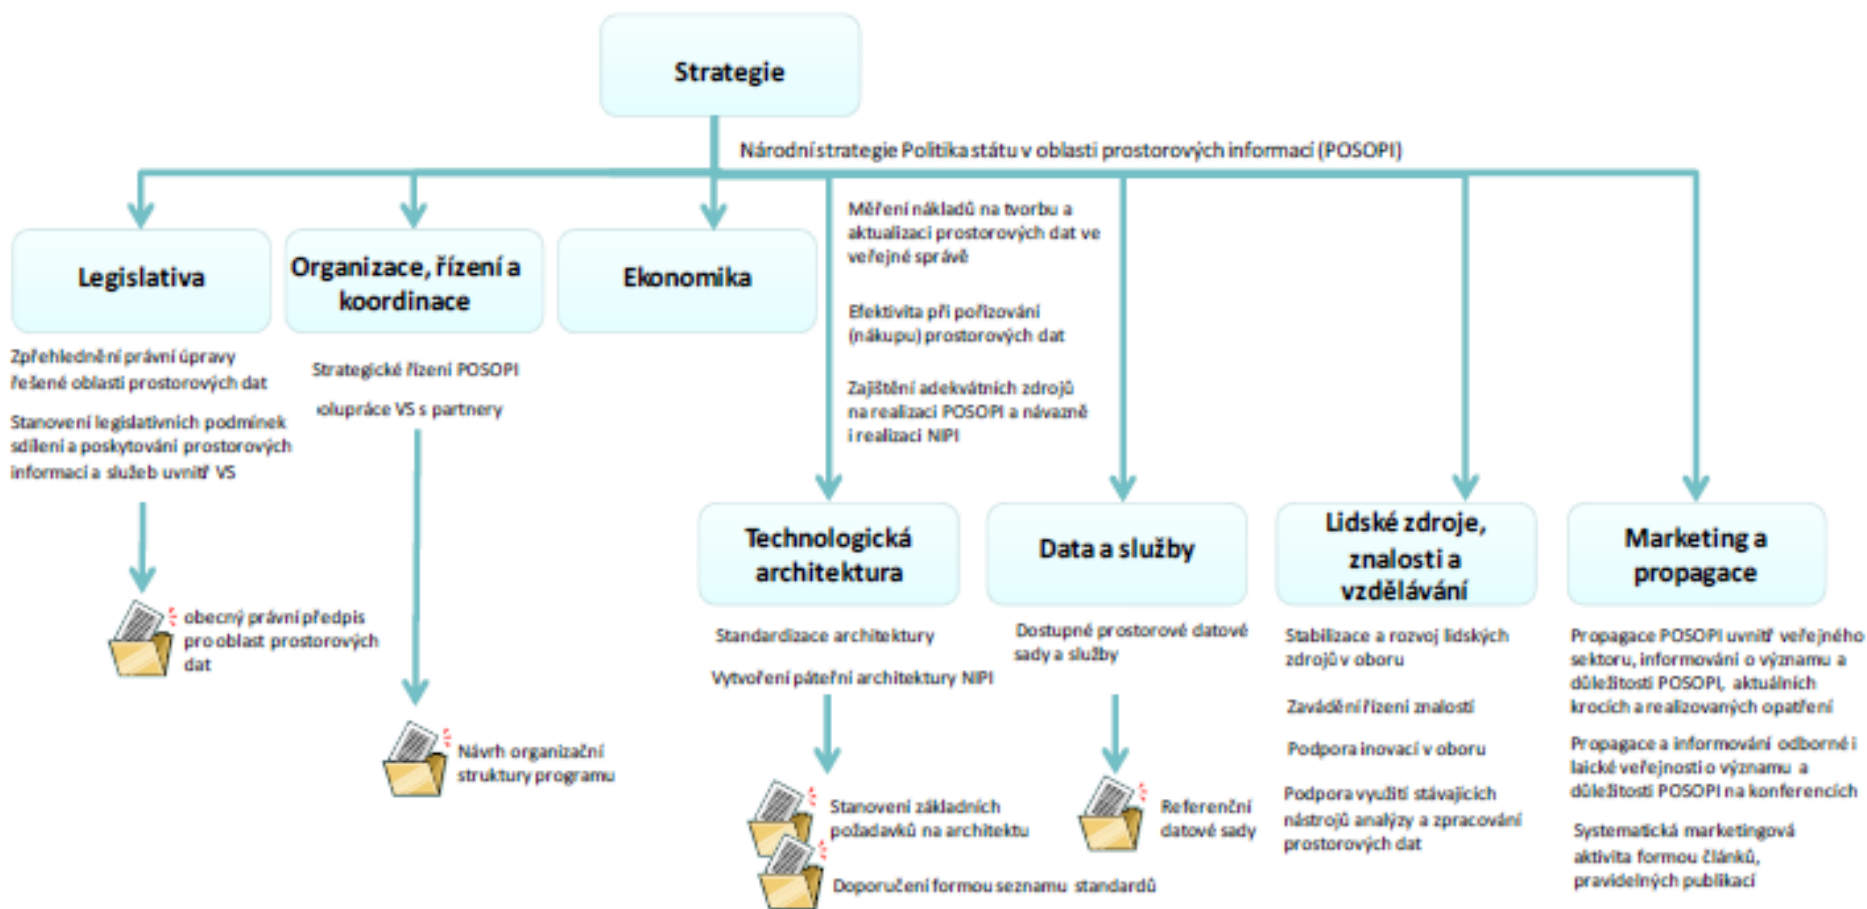 Strategie
Národní strategie Politika státu v oblasti prostorových informací (POSOPI)
Legislativa
Zpřehlednění právní úpravy
řešené oblasti prostorových dat
Stanovení legislativních podmínek
sdílení a poskytování prostorových
informací a služeb uvnitř VS
obecný právní předpis
pro oblast prostorových
dat
Organizace, řízení a
koordinace
Strategické řízení POSOPI
olupráce VS s partnery
Návrh organizační
struktury programu
Ekonomika
Měření nákladů na tvorbu a
aktualizaci prostorových dat ve
veřejné správě
Efektivita při pořizování
(nákupu) prostorových dat
Zajištění adekvátních zdrojů
na realizaci POSOPI a návazně
i realizaci NIPI
Technologická
architektura
Standardizace architektury
Vytvoření páteřní architektury NIPI
Stanovení základních
požadavků na architektu
Doporučení formou seznamu standardů
Data a služby
Dostupné prostorové datové
sady a služby
Referenční
datové sady
Lidské zdroje,
znalosti a
vzdělávání
Stabilizace a rozvoj lidských
zdrojů v oboru
Zavádění řízení znalostí
Podpora inovací v oboru
Podpora využití stávajících
nástrojů analýzy a zpracování
prostorových dat
Marketing a
propagace
Propagace POSOPI uvnitř veřejného
sektoru, informování o významu a
důležitosti POSOPI, aktuálních
krocích a realizovaných opatření
Propagace a informování odborné i
laické veřejnosti o významu a
důležitosti POSOPI na konferencích
Systematická marketingová
aktivita formou článků,
pravidelných publikací